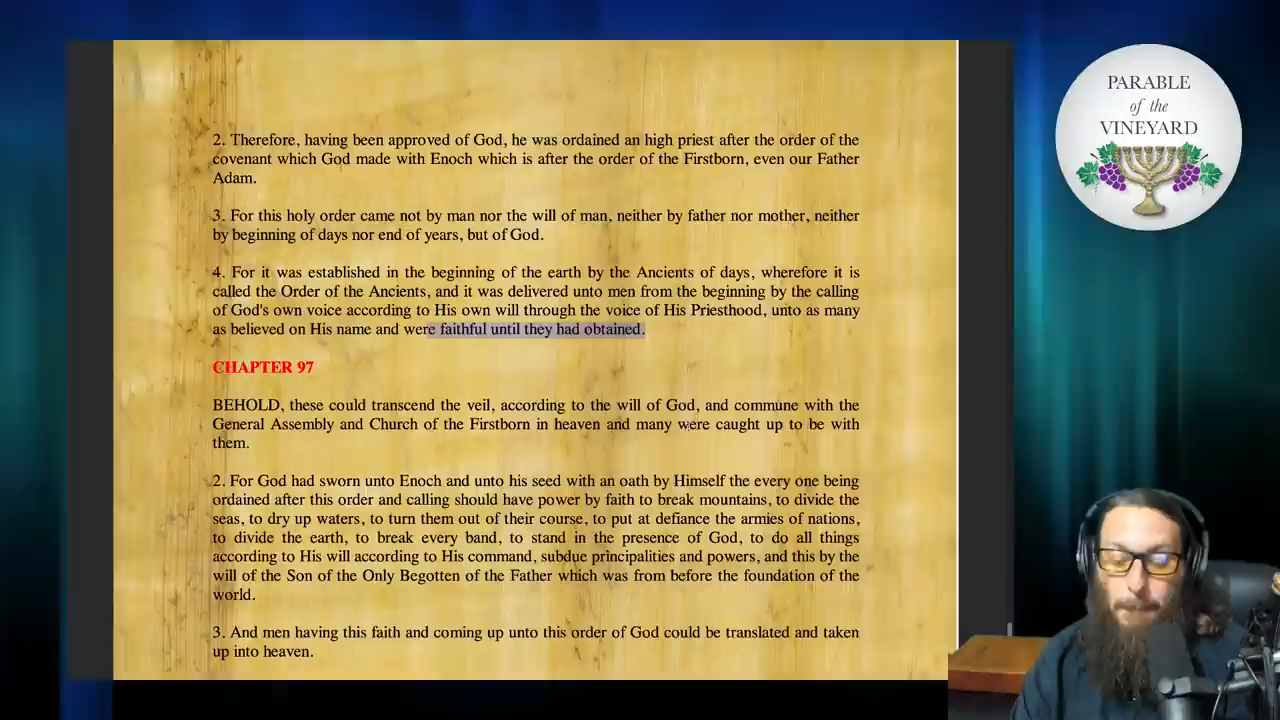 PARABLE
of the
VINEYARD
2. Therefore, having been approved of God, he was ordained an high priest after the order of the
covenant which God made with Enoch which is after the order of the Firstborn, even our Father
Adam.
3. For this holy order came not by man nor the will of man, neither by father nor mother, neither
by beginning of days nor end of years, but of God.
4. For it was established in the beginning of the earth by the Ancients of days, wherefore it is
called the Order of the Ancients, and it was delivered unto men from the beginning by the calling
of God's own voice according to His own will through the voice of His Priesthood, unto as many
as believed on His name and were faithful until they had obtained.
CHAPTER 97
BEHOLD, these could transcend the veil, according to the will of God, and commune with the
General Assembly and Church of the Firstborn in heaven and many were caught up to be with
them.
2. For God had sworn unto Enoch and unto his seed with an oath by Himself the every one being
ordained after this order and calling should have power by faith to break mountains, to divide the
seas, to dry up waters, to turn them out of their course, to put at defiance the armies of nations,
to divide the earth, to break every band, to stand in the presence of God, to do all things
according to His will according to His command, subdue principalities and powers, and this by the
will of the Son of the Only Begotten of the Father which was from before the foundation of the
world.
3. And men having this faith and coming up unto this order of God could be translated and taken
up into heaven.